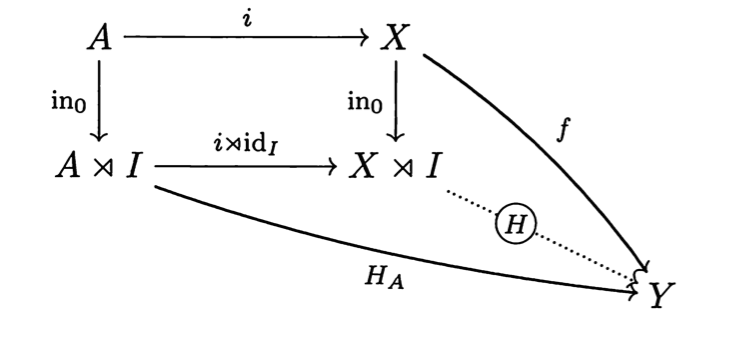 A i X
in₀ in₀ f
A ⋊ I i⋊id_I X ⋊ I
H
H_A Y